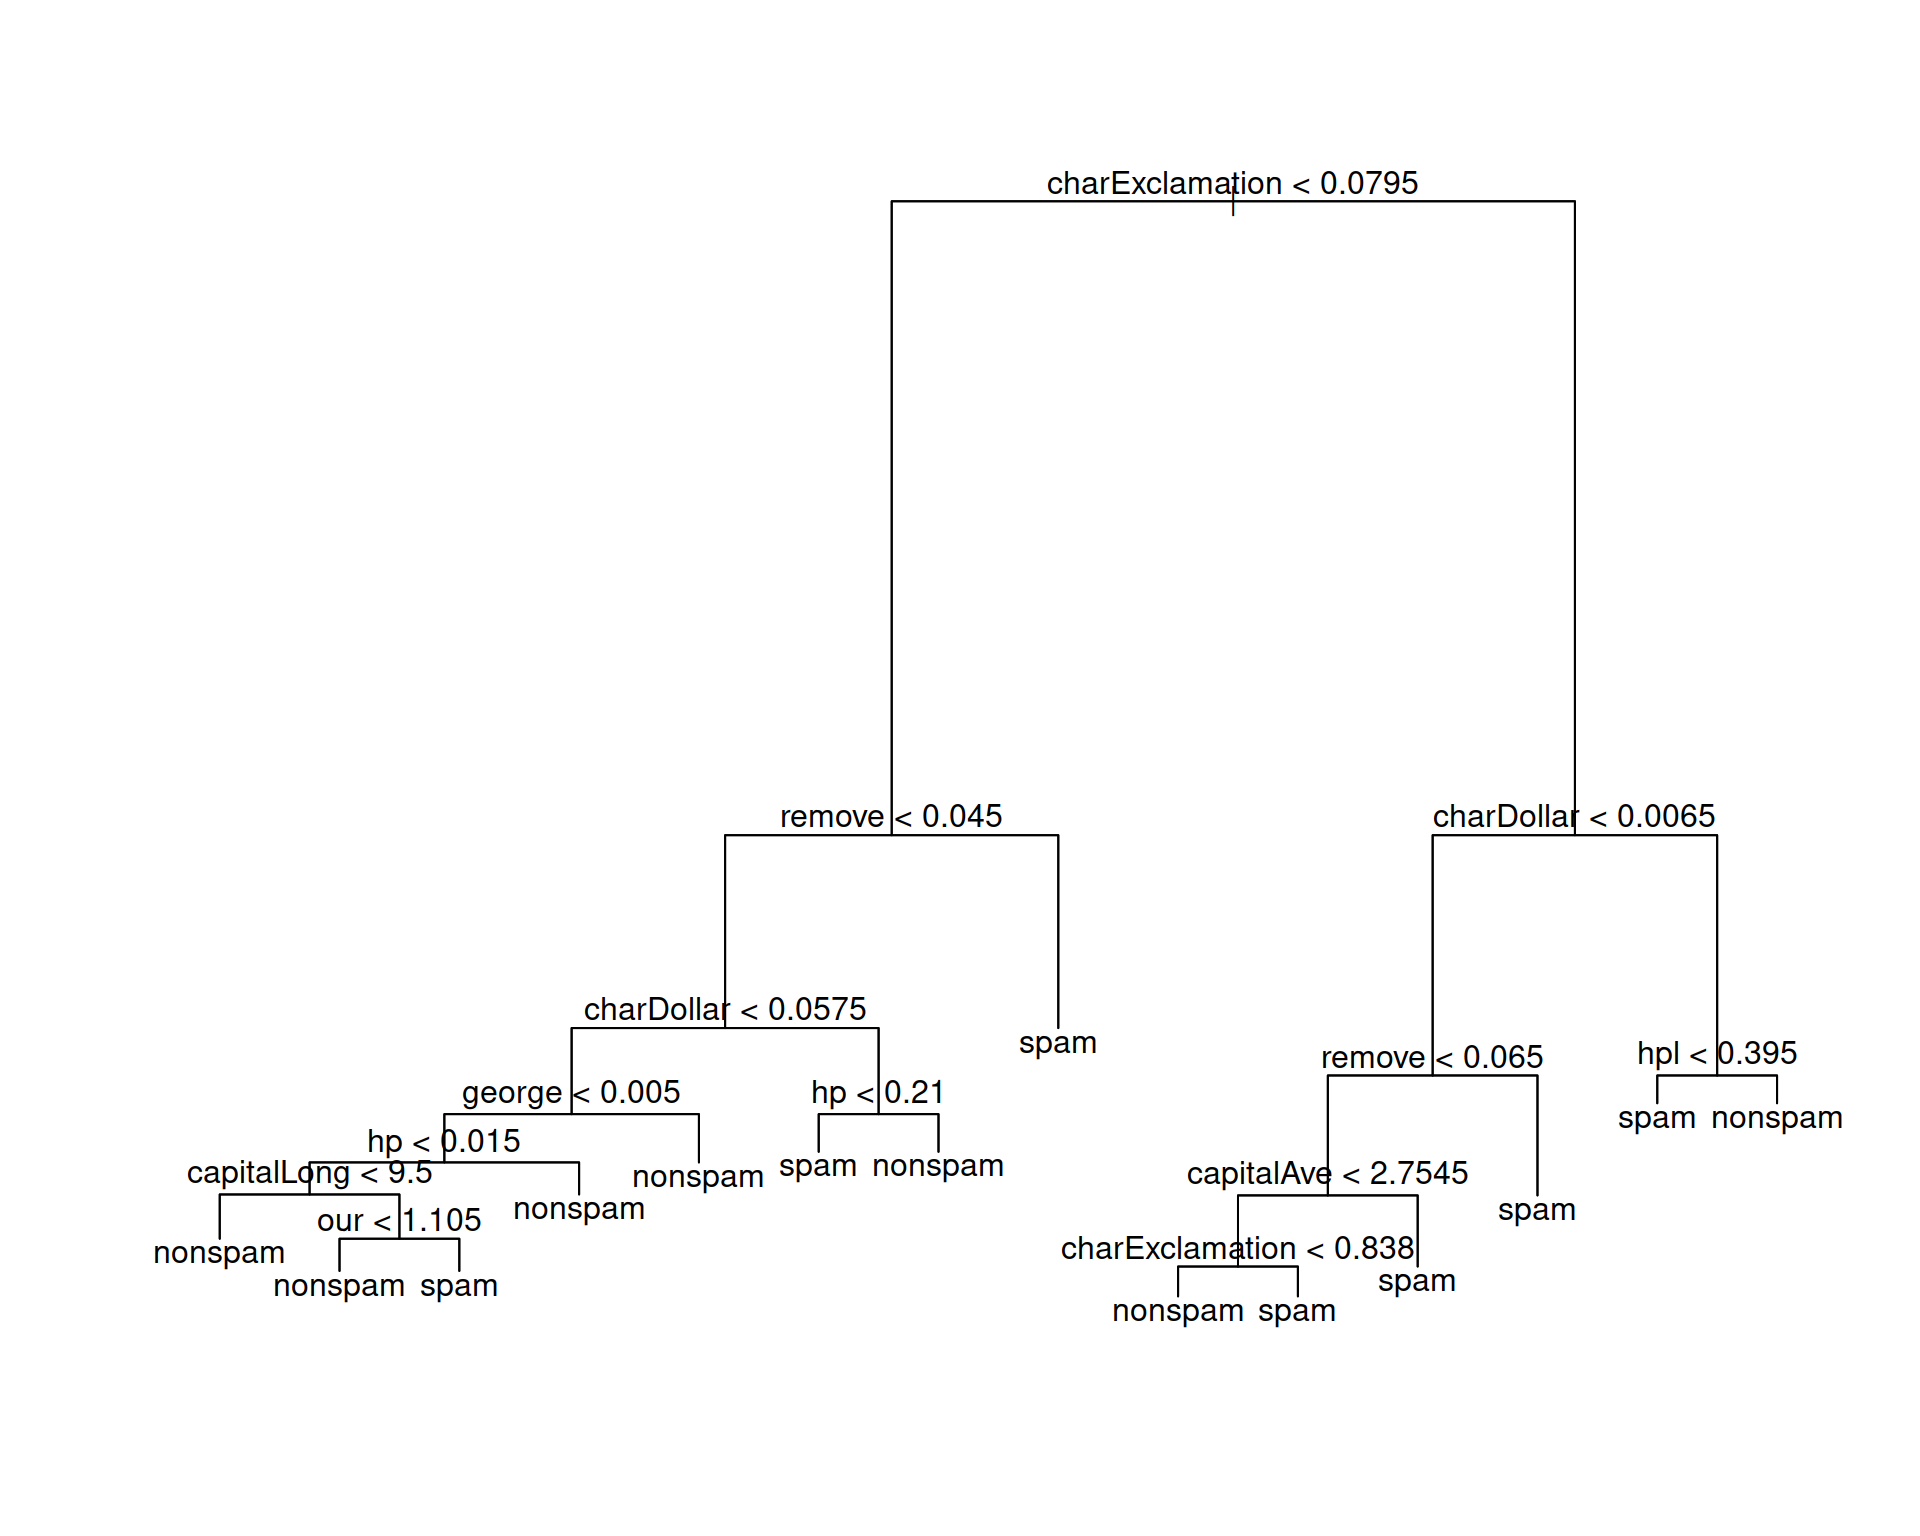 charExclamation < 0.0795
remove < 0.045
charDollar < 0.0065
charDollar < 0.0575
spam
remove < 0.065
hpl < 0.395
george < 0.005
hp < 0.21
spam
nonspam
hp < 0.015
nonspam
spam
nonspam
capitalLong < 9.5
nonspam
capitalAve < 2.7545
spam
nonspam
our < 1.105
charExclamation < 0.838
spam
nonspam
spam
nonspam
spam